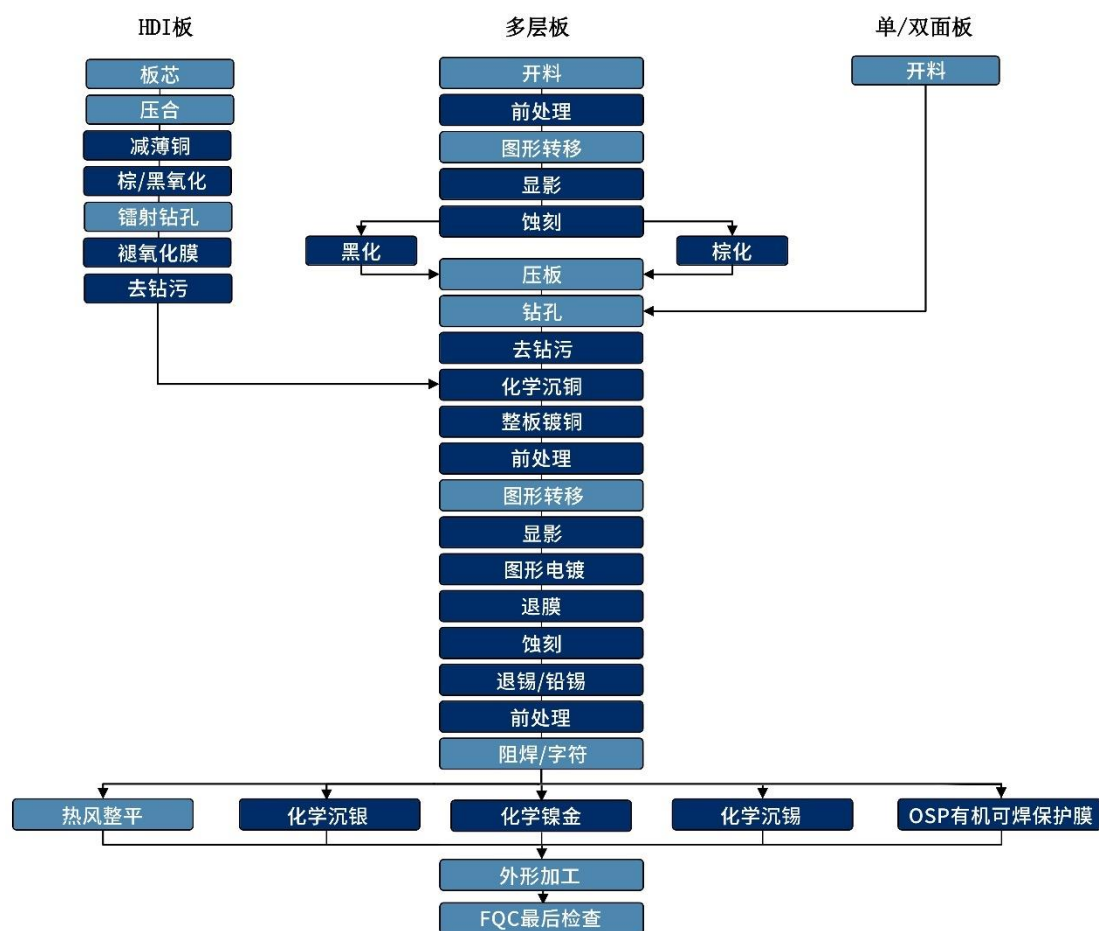 HDI板
多层板
单/双面板
板芯
压合
减薄铜
棕/黑氧化
镭射钻孔
褪氧化膜
去钻污
开料
前处理
图形转移
显影
蚀刻
黑化
棕化
压板
钻孔
去钻污
化学沉铜
整板镀铜
前处理
图形转移
显影
图形电镀
退膜
蚀刻
退锡/铅锡
前处理
阻焊/字符
开料
热风整平
化学沉银
化学镍金
化学沉锡
OSP有机可焊保护膜
外形加工
FQC最后检查